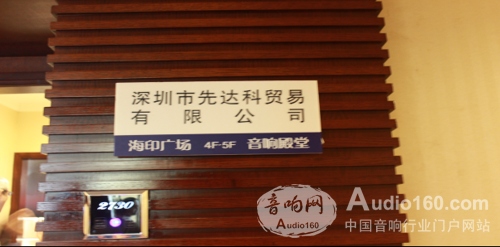 深圳市先达科贸易
有限公司
海印广场 4F-5F 音响殿堂
2730
音响网
Audio160
Audio160.com
中国音响行业门户网站